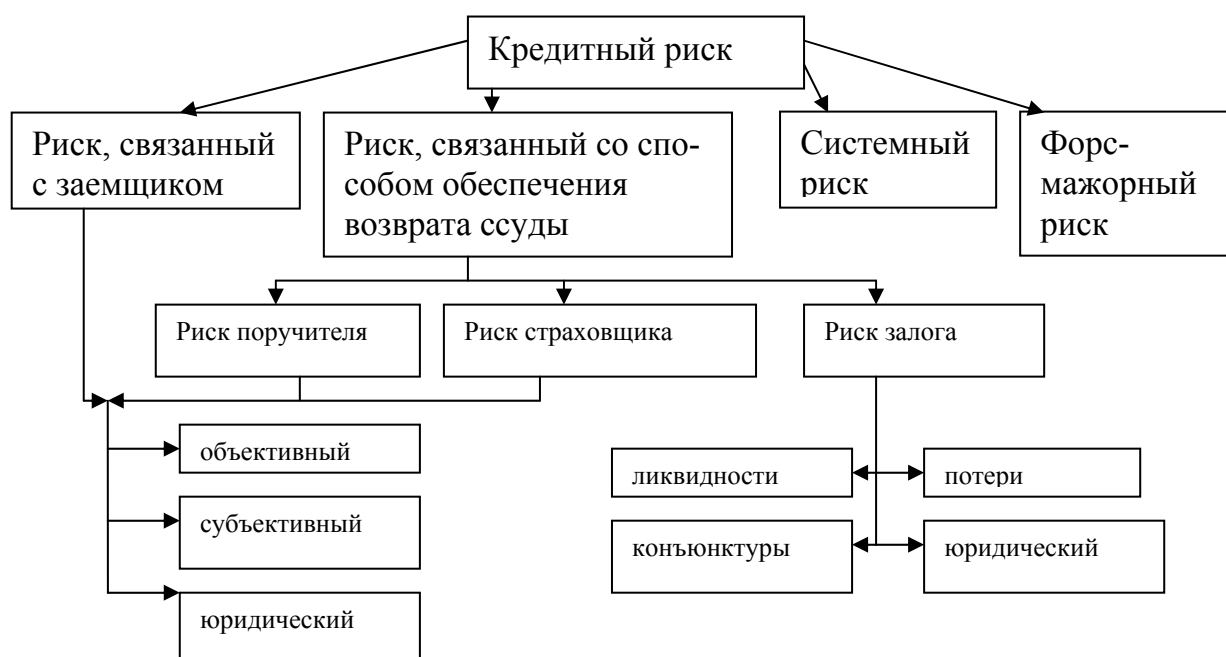 Кредитный риск
Риск, связанный
с заемщиком
Риск, связанный со спо-
собом обеспечения
возврата ссуды
Системный
риск
Форс-
мажорный
риск
Риск поручителя
Риск страховщика
Риск залога
объективный
субъективный
юридический
ликвидности
потери
конъюнктуры
юридический